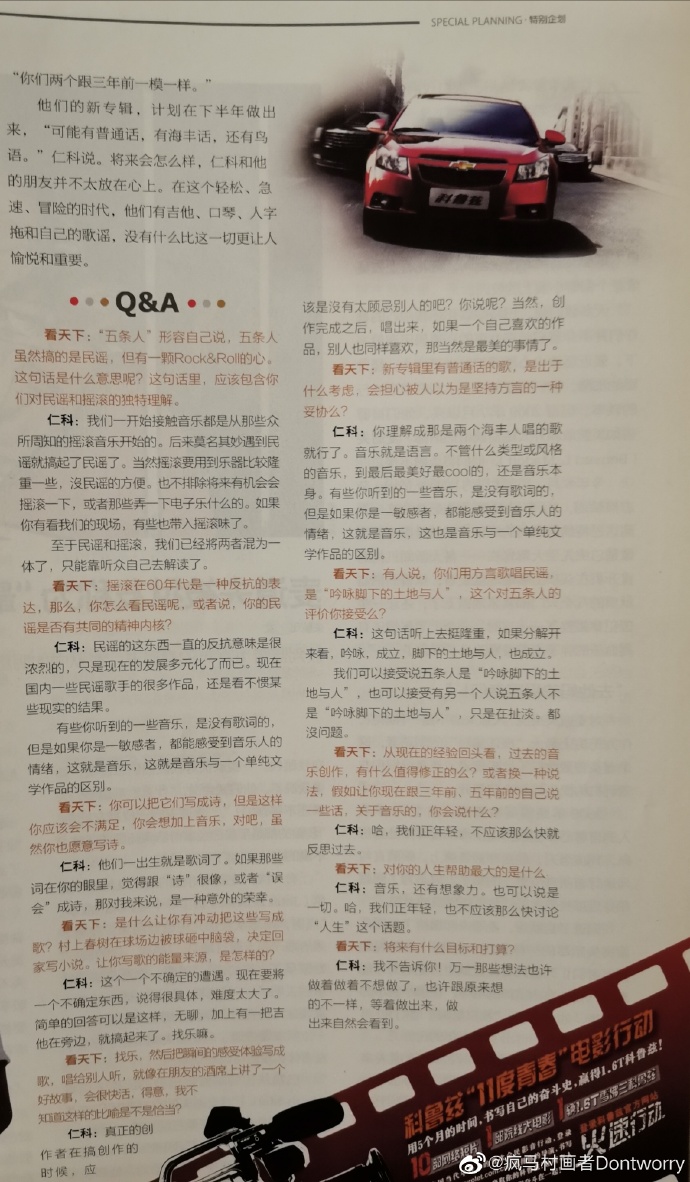 SPECIAL PLANNING · 特别企划
“你们两个跟三年前一模一样。”
他们的新专辑，计划在下半年做出
来，“可能有普通话，有海丰话，还有鸟
语。”仁科说。将来会怎么样，仁科和他
的朋友并不太放在心上。在这个轻松、急
速、冒险的时代，他们有吉他、口琴、人字
拖和自己的歌谣，没有什么比这一切更让人
愉悦和重要。
科鲁兹
Q&A
看天下：“五条人”形容自己说，五条人
虽然搞的是民谣，但有一颗Rock&Roll的心。
这句话是什么意思呢？这句话里，应该包含你
们对民谣和摇滚的独特理解。
仁科：我们一开始接触音乐都是从那些众
所周知的摇滚音乐开始的。后来莫名其妙遇到民
谣就搞起了民谣了。当然摇滚要用到乐器比较隆
重一些，沒民谣的方便。也不排除将来有机会会
摇滚一下，或者那些弄一下电子乐什么的。如果
你有看我们的现场，有些也带入摇滚味了。
至于民谣和摇滚，我们已经將两者混为一
体了，只能靠听众自己去解读了。
看天下：摇滚在60年代是一种反抗的表
达，那么，你怎么看民谣呢，或者说，你的民
谣是否有共同的精神内核？
仁科：民谣的这东西一直的反抗意味是很
浓烈的，只是现在的发展多元化了而已。现在
国内一些民谣歌手的很多作品，还是看不惯某
些现实的结果。
有些你听到的一些音乐，是没有歌词的，
但是如果你是一敏感者，都能感受到音乐人的
情绪，这就是音乐，这就是音乐与一个单纯文
学作品的区别。
看天下：你可以把它们写成诗，但是这样
你应该会不满足，你会想加上音乐，对吧，虽
然你也愿意写诗。
仁科：他们一出生就是歌词了。如果那些
词在你的眼里，觉得跟“诗”很像，或者“误
会”成诗，那对我来说，是一种意外的荣幸。
看天下：是什么让你有冲动把这些写成
歌？村上春树在球场边被球砸中脑袋，决定回
家写小说。让你写歌的能量来源，是怎样的？
仁科：这个一个不确定的遭遇。现在要將
一个不确定东西，说得很具体，难度太大了。
简单的回答可以是这样，无聊，加上有一把吉
他在旁边，就搞起来了。找乐嘛。
看天下：找乐，然后把瞬间的感受体验写成
歌，唱给别人听，就像在朋友的酒席上讲了一个
好故事，会很快活，得意，我不
知道这样的比喻是不是恰当？
仁科：真正的创
作者在搞创作的
时候，应
该是沒有太顾忌别人的吧？你说呢？当然，创
作完成之后，唱出来，如果一个自己喜欢的作
品，别人也同样喜欢，那当然是最美的事情了。
看天下：新专辑里有普通话的歌，是出于
什么考虑，会担心被人以为是坚持方言的一种
妥协么？
仁科：你理解成那是兩个海丰人唱的歌
就行了。音乐就是语言。不管什么类型或风格
的音乐，到最后最美好最cool的，还是音乐本
身。有些你听到的一些音乐，是没有歌词的，
但是如果你是一敏感者，都能感受到音乐人的
情绪，这就是音乐，这也是音乐与一个单纯文
学作品的区别。
看天下：有人说，你们用方言歌唱民谣，
是“吟咏脚下的土地与人”，这个对五条人的
评价你接受么？
仁科：这句话听上去挺隆重，如果分解开
来看，吟咏，成立，脚下的土地与人，也成立。
我们可以接受说五条人是“吟咏脚下的土
地与人”，也可以接受有另一个人说五条人不
是“吟咏脚下的土地与人”，只是在扯淡。都
沒问题。
看天下：从现在的经验回头看，过去的音
乐创作，有什么值得修正的么？或者换一种说
法，假如让你现在跟三年前、五年前的自己说
一些话，关于音乐的，你会说什么？
仁科：哈，我们正年轻，不应该那么快就
反思过去。
看天下：对你的人生帮助最大的是什么
仁科：音乐，还有想象力。也可以说是
一切。哈，我们正年轻，也不应该那么快讨论
“人生”这个话题。
看天下：将来有什么目标和打算？
仁科：我不告诉你！万一那些想法也许
做着做着不想做了，也许跟原来想
的不一样，等着做出来，做
出来自然会看到。
科鲁兹“11度青春”电影行动
用5个月的时间，书写自己的奋斗史，赢得1.6T科鲁兹！
火速行动
@疯马村画者Dontworry